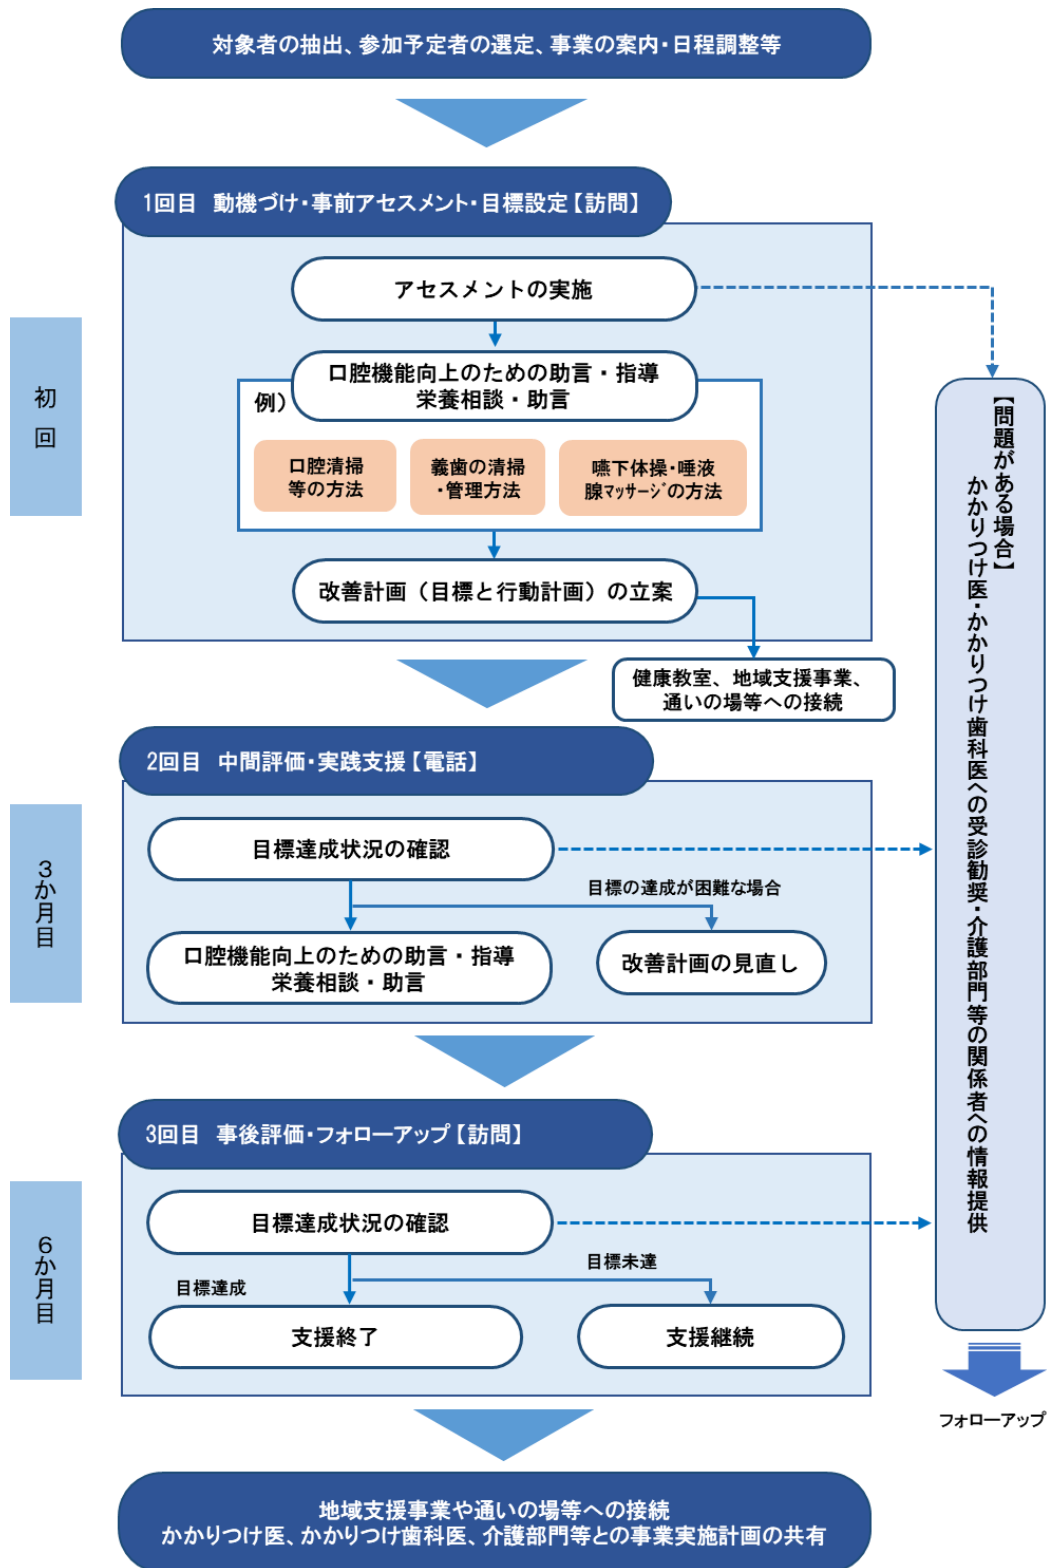 対象者の抽出、参加予定者の選定、事業の案内・日程調整等
1回目　動機づけ・事前アセスメント・目標設定【訪問】
初
回
アセスメントの実施
口腔機能向上のための助言・指導
栄養相談・助言
例）
口腔清掃
等の方法
義歯の清掃
・管理方法
嚥下体操・唾液
腺ﾏｯｻｰｼﾞの方法
改善計画（目標と行動計画）の立案
健康教室、地域支援事業、
通いの場等への接続
2回目　中間評価・実践支援【電話】
３か月目
目標達成状況の確認
目標の達成が困難な場合
口腔機能向上のための助言・指導
栄養相談・助言
改善計画の見直し
3回目　事後評価・フォローアップ【訪問】
６か月目
目標達成状況の確認
目標達成
目標未達
支援終了
支援継続
【問題がある場合】
かかりつけ医・かかりつけ歯科医への受診勧奨・介護部門等の関係者への情報提供
フォローアップ
地域支援事業や通いの場等への接続
かかりつけ医、かかりつけ歯科医、介護部門等との事業実施計画の共有